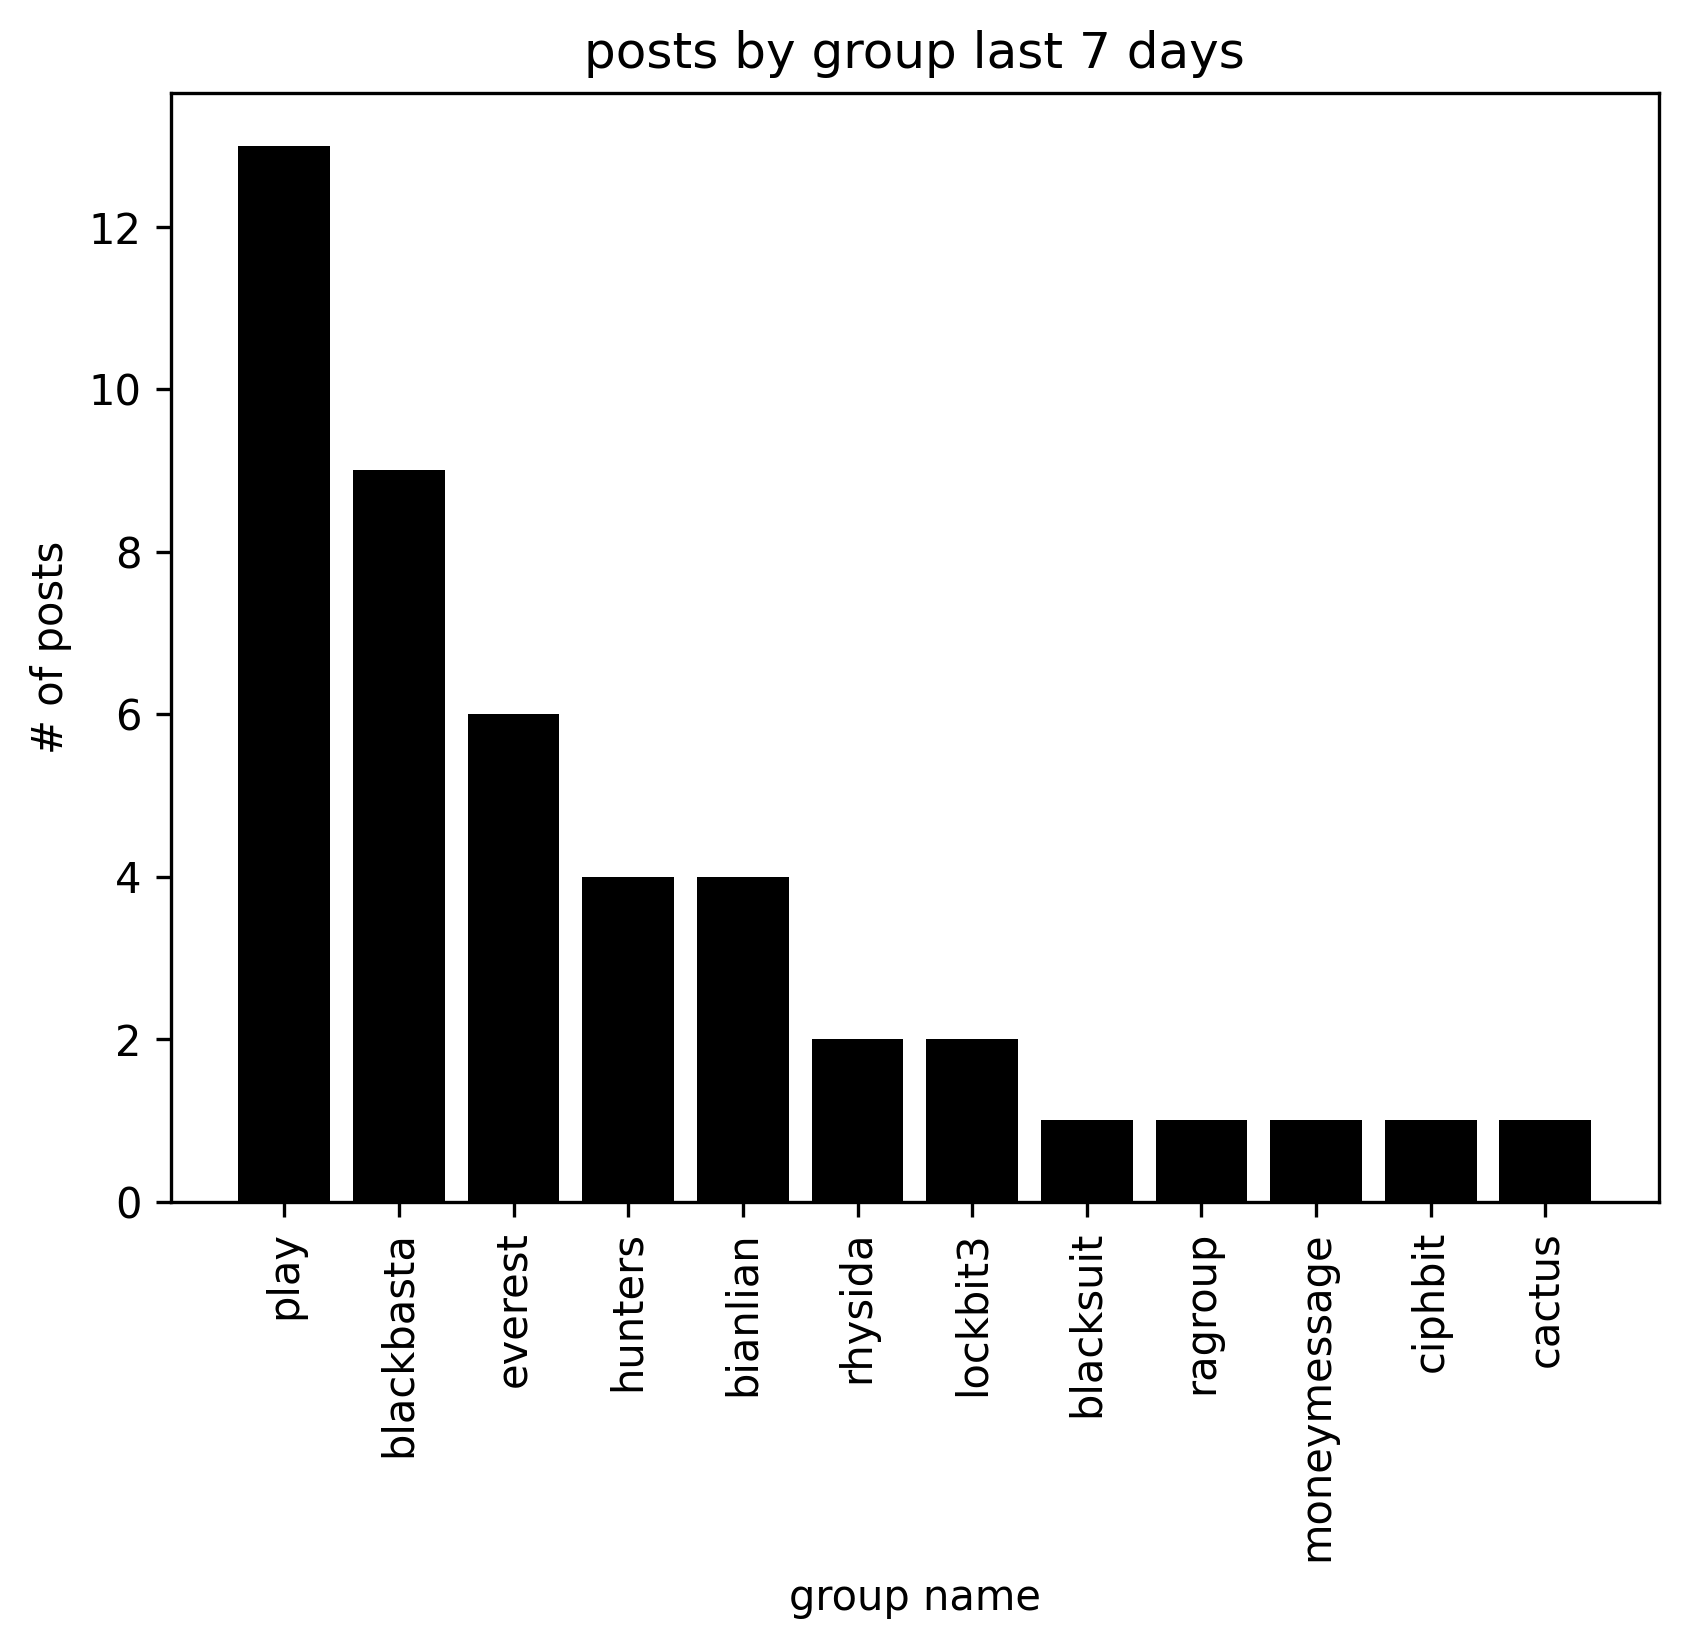 posts by group last 7 days
# of posts
12
10
8
6
4
2
0
play
blackbasta
everest
hunters
bianlian
rhysida
lockbit3
blacksuit
ragroup
moneymessage
ciphbit
cactus
group name